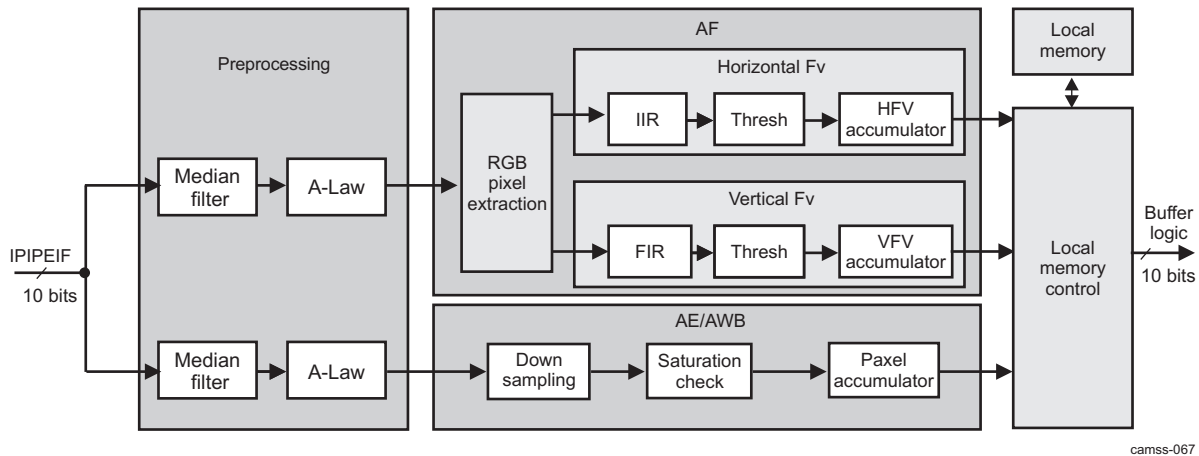 Preprocessing
AF
Local
memory
Horizontal Fv
IIR
Thresh
HFV
accumulator
Median
filter
A-Law
RGB
pixel
extraction
Vertical Fv
FIR
Thresh
VFV
accumulator
IPIPEIF
10 bits
Local
memory
control
Buffer
logic
10 bits
AE/AWB
Median
filter
A-Law
Down
sampling
Saturation
check
Paxel
accumulator
camss-067